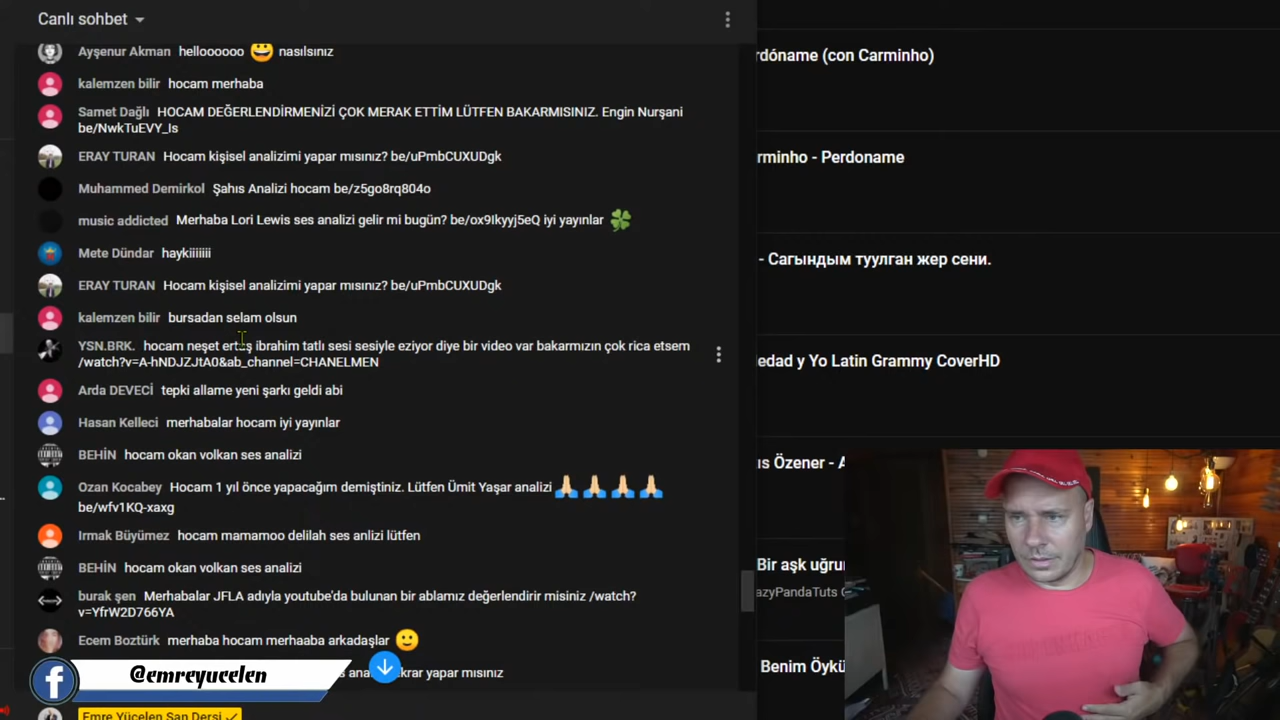 Canlı sohbet
Ayşenur Akman helloooooo 😀 nasılsınız
kalemzen bilir hocam merhaba
Samet Dağlı HOCAM DEĞERLENDİRMENİZİ ÇOK MERAK ETTİM LÜTFEN BAKARMISINIZ. Engin Nurşani
be/NwkTuEVY_Is
ERAY TURAN Hocam kişisel analizimi yapar mısınız? be/uPmbCUXUDgk
Muhammed Demirkol Şahıs Analizi hocam be/z5go8rq804o
music addicted Merhaba Lori Lewis ses analizi gelir mi bugün? be/ox9Ikyyj5eQ iyi yayınlar 🍀
Mete Dündar haykiiiiiii
ERAY TURAN Hocam kişisel analizimi yapar mısınız? be/uPmbCUXUDgk
kalemzen bilir bursadan selam olsun
YSN.BRK. hocam neşet ertaş ibrahim tatlı sesi sesiyle eziyor diye bir video var bakarmızın çok rica etsem
/watch?v=A-hNDJZJtA0&ab_channel=CHANELMEN
Arda DEVECİ tepki allame yeni şarkı geldi abi
Hasan Kelleci merhabalar hocam iyi yayınlar
BEHİN hocam okan volkan ses analizi
Ozan Kocabey Hocam 1 yıl önce yapacağım demiştiniz. Lütfen Ümit Yaşar analizi 🙏🙏🙏🙏
be/wfv1KQ-xaxg
Irmak Büyümez hocam mamamoo delilah ses anlizi lütfen
BEHİN hocam okan volkan ses analizi
burak şen Merhabalar JFLA adıyla youtube'da bulunan bir ablamız değerlendirir misiniz /watch?
v=YfrW2D766YA
Ecem Boztürk merhaba hocam merhaaba arkadaşlar 🙂
yapar mısınız
Emre Yücelen Şan Dersi
@emreyucelen
rdóname (con Carminho)
rminho - Perdoname
- Сагындым туулган жер сени.
edad y Yo Latin Grammy CoverHD
us Özener - A
Bir aşk uğru
azyPandaTuts
Benim Öykü